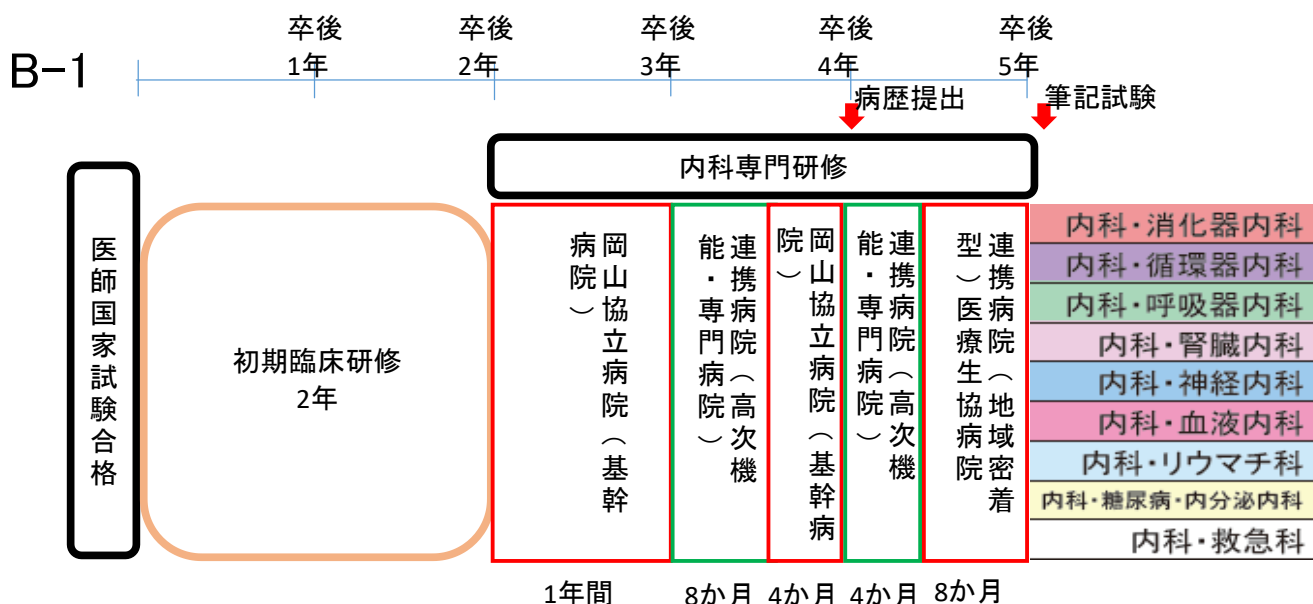 B-1
卒後
1年
卒後
2年
卒後
3年
卒後
4年
卒後
5年
病歴提出
筆記試験
内科専門研修
医師国家試験合格
初期臨床研修
2年
岡山協立病院（基幹
病院）
連携病院（高次機
能・専門病院）
岡山協立病院（基幹病
院）
連携病院（高次機
能・専門病院）
連携病院（地域密着
型）医療生協病院
内科・消化器内科
内科・循環器内科
内科・呼吸器内科
内科・腎臓内科
内科・神経内科
内科・血液内科
内科・リウマチ科
内科・糖尿病・内分泌内科
内科・救急科
1年間
8か月
4か月
4か月
8か月